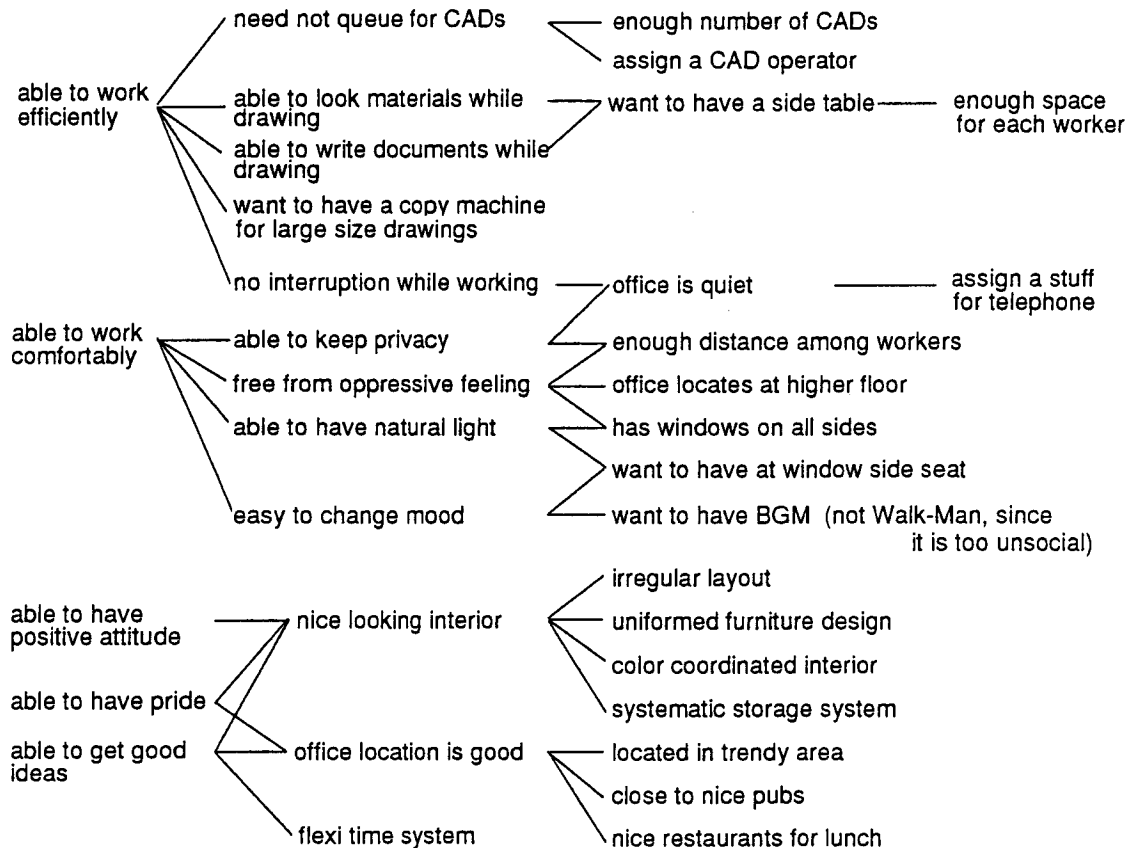 need not queue for CADs
enough number of CADs
assign a CAD operator
able to work
efficiently
able to look materials while
drawing
want to have a side table
enough space
for each worker
able to write documents while
drawing
want to have a copy machine
for large size drawings
no interruption while working
office is quiet
assign a stuff
for telephone
able to work
comfortably
able to keep privacy
enough distance among workers
free from oppressive feeling
office locates at higher floor
able to have natural light
has windows on all sides
want to have at window side seat
easy to change mood
want to have BGM (not Walk-Man, since
it is too unsocial)
irregular layout
able to have
positive attitude
nice looking interior
uniformed furniture design
color coordinated interior
able to have pride
systematic storage system
able to get good
ideas
office location is good
located in trendy area
close to nice pubs
flexi time system
nice restaurants for lunch